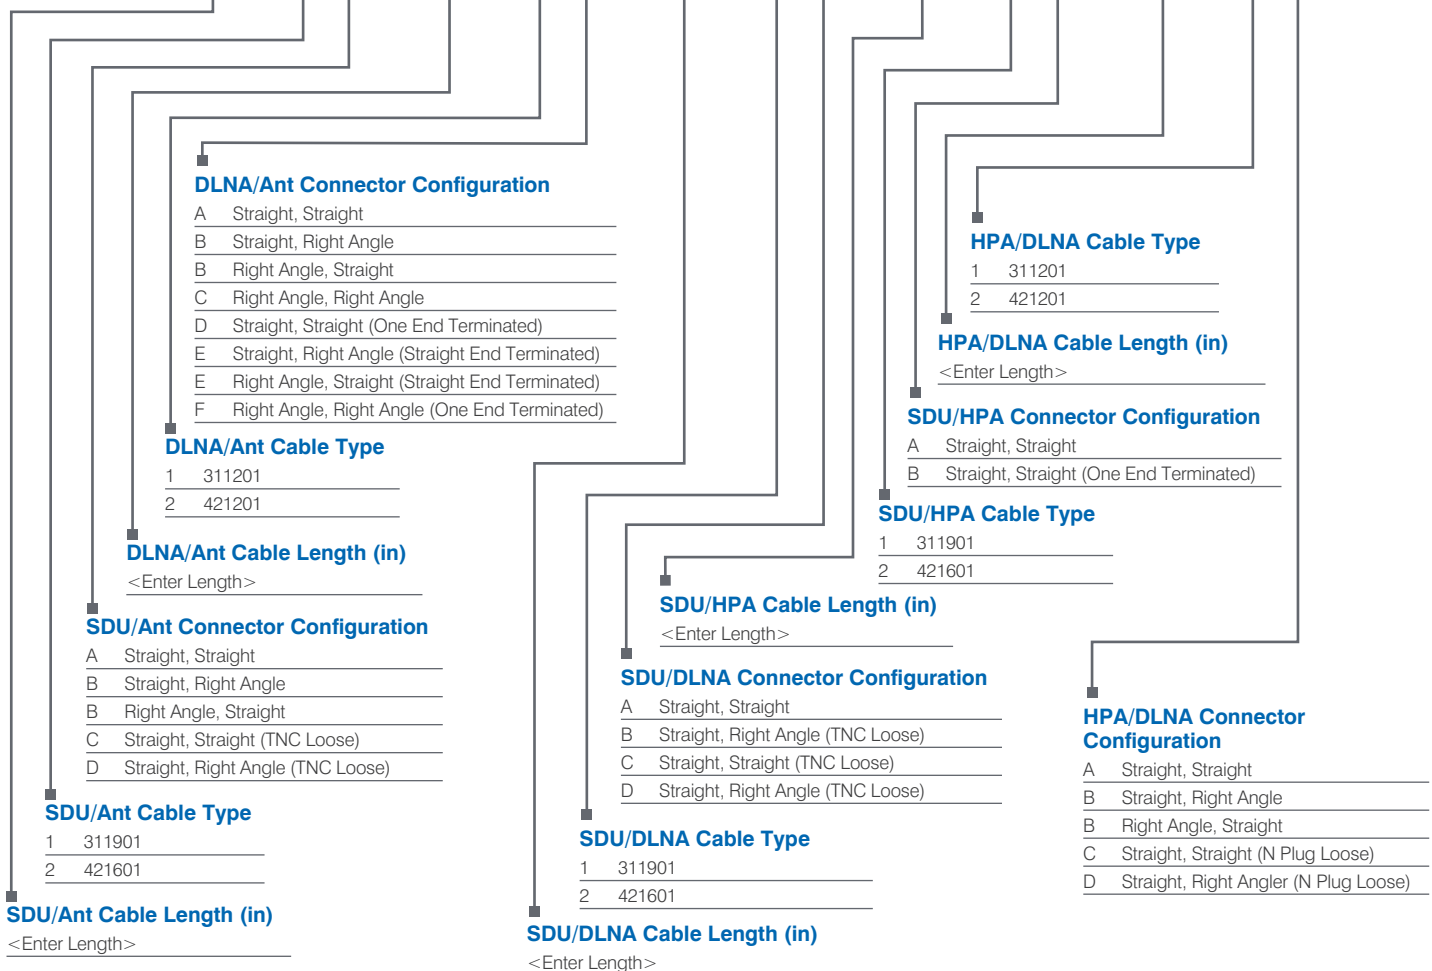 DLNA/Ant Connector Configuration
A Straight, Straight
B Straight, Right Angle
B Right Angle, Straight
C Right Angle, Right Angle
D Straight, Straight (One End Terminated)
E Straight, Right Angle (Straight End Terminated)
E Right Angle, Straight (Straight End Terminated)
F Right Angle, Right Angle (One End Terminated)
DLNA/Ant Cable Type
1 311201
2 421201
DLNA/Ant Cable Length (in)
<Enter Length>
SDU/Ant Connector Configuration
A Straight, Straight
B Straight, Right Angle
B Right Angle, Straight
C Straight, Straight (TNC Loose)
D Straight, Right Angle (TNC Loose)
SDU/Ant Cable Type
1 311901
2 421601
SDU/Ant Cable Length (in)
<Enter Length>
HPA/DLNA Cable Type
1 311201
2 421201
HPA/DLNA Cable Length (in)
<Enter Length>
SDU/HPA Connector Configuration
A Straight, Straight
B Straight, Straight (One End Terminated)
SDU/HPA Cable Type
1 311901
2 421601
SDU/HPA Cable Length (in)
<Enter Length>
SDU/DLNA Connector Configuration
A Straight, Straight
B Straight, Right Angle (TNC Loose)
C Straight, Straight (TNC Loose)
D Straight, Right Angle (TNC Loose)
SDU/DLNA Cable Type
1 311901
2 421601
SDU/DLNA Cable Length (in)
<Enter Length>
HPA/DLNA Connector
Configuration
A Straight, Straight
B Straight, Right Angle
B Right Angle, Straight
C Straight, Straight (N Plug Loose)
D Straight, Right Angler (N Plug Loose)